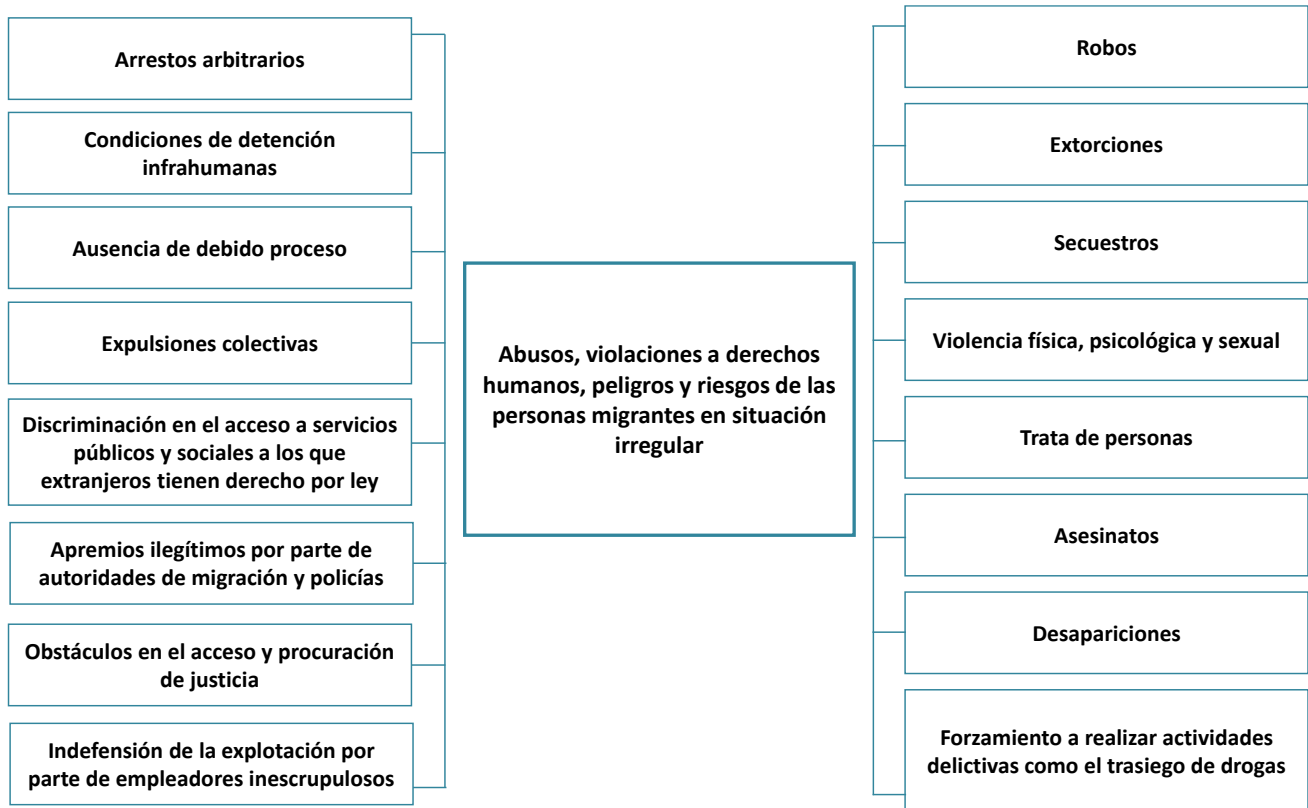 Arrestos arbitrarios
Condiciones de detención
infrahumanas
Ausencia de debido proceso
Expulsiones colectivas
Discriminación en el acceso a servicios
públicos y sociales a los que
extranjeros tienen derecho por ley
Apremios ilegítimos por parte de
autoridades de migración y policías
Obstáculos en el acceso y procuración
de justicia
Indefensión de la explotación por
parte de empleadores inescrupulosos
Abusos, violaciones a derechos
humanos, peligros y riesgos de las
personas migrantes en situación
irregular
Robos
Extorciones
Secuestros
Violencia física, psicológica y sexual
Trata de personas
Asesinatos
Desapariciones
Forzamiento a realizar actividades
delictivas como el trasiego de drogas